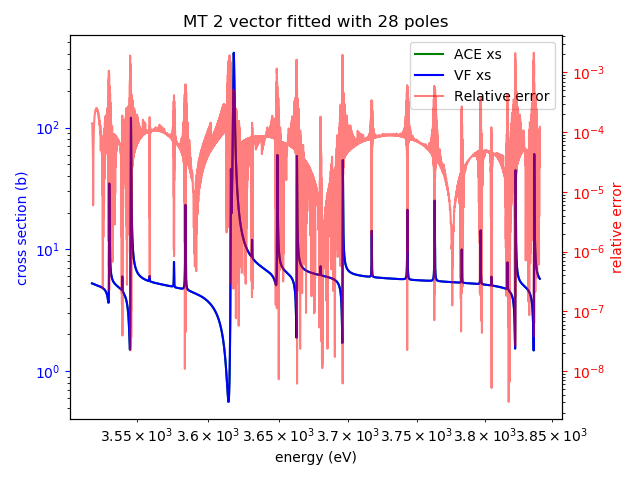 MT 2 vector fitted with 28 poles
ACE xs
VF xs
Relative error
cross section (b)
10²
10¹
10⁰
relative error
10⁻³
10⁻⁴
10⁻⁵
10⁻⁶
10⁻⁷
10⁻⁸
3.55×10³ 3.6×10³ 3.65×10³ 3.7×10³ 3.75×10³ 3.8×10³ 3.85×10³
energy (eV)